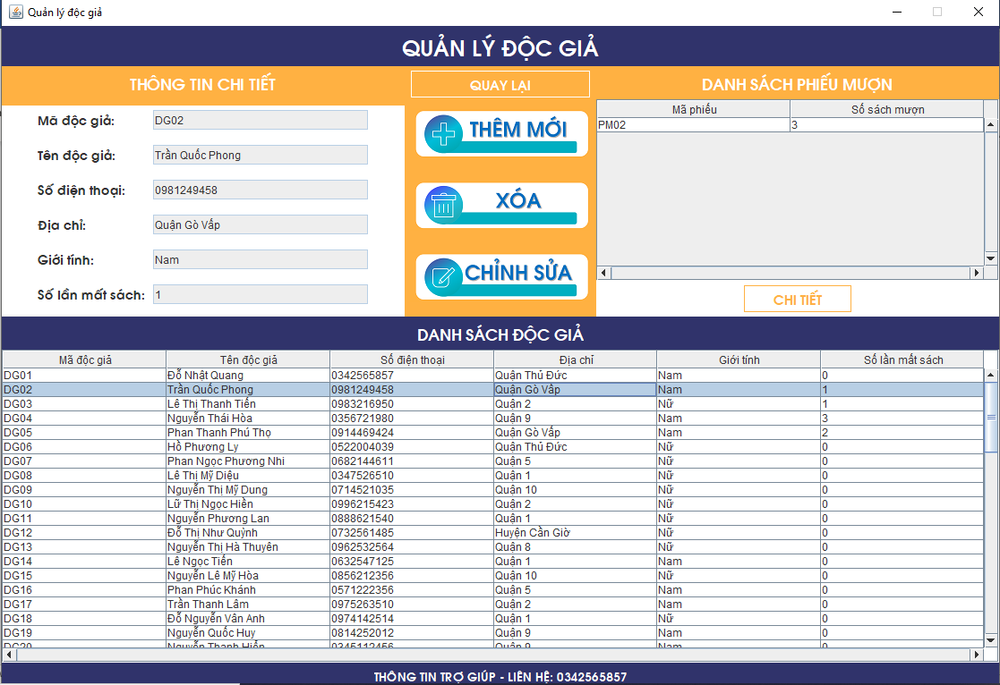 Quản lý độc giả
QUẢN LÝ ĐỘC GIẢ
THÔNG TIN CHI TIẾT
Mã độc giả: DG02
Tên độc giả: Trần Quốc Phong
Số điện thoại: 0981249458
Địa chỉ: Quận Gò Vấp
Giới tính: Nam
Số lần mất sách: 1
QUAY LẠI
THÊM MỚI
XÓA
CHỈNH SỬA
DANH SÁCH PHIẾU MƯỢN
Mã phiếu Số sách mượn
PM02 3
CHI TIẾT
DANH SÁCH ĐỘC GIẢ
Mã độc giả Tên độc giả Số điện thoại Địa chỉ Giới tính Số lần mất sách
DG01 Đỗ Nhật Quang 0342565857 Quận Thủ Đức Nam 0
DG02 Trần Quốc Phong 0981249458 Quận Gò Vấp Nam 1
DG03 Lê Thị Thanh Tiến 0983216950 Quận 2 Nữ 1
DG04 Nguyễn Thái Hòa 0356721980 Quận 9 Nam 3
DG05 Phan Thanh Phú Thọ 0914469424 Quận Gò Vấp Nam 2
DG06 Hồ Phương Ly 0522004039 Quận Thủ Đức Nữ 0
DG07 Phan Ngọc Phương Nhi 0682144611 Quận 5 Nữ 0
DG08 Lê Thị Mỹ Diệu 0347526510 Quận 1 Nữ 0
DG09 Nguyễn Thị Mỹ Dung 0714521035 Quận 10 Nữ 0
DG10 Lữ Thị Ngọc Hiền 0996215423 Quận 2 Nữ 0
DG11 Nguyễn Phương Lan 0888621540 Quận 1 Nữ 0
DG12 Đỗ Thị Như Quỳnh 0732561485 Huyện Cần Giờ Nữ 0
DG13 Nguyễn Thị Hà Thuyên 0962532564 Quận 8 Nữ 0
DG14 Lê Ngọc Tiến 0632547125 Quận 1 Nam 0
DG15 Nguyễn Lê Mỹ Hòa 0856212356 Quận 10 Nữ 0
DG16 Phan Phúc Khánh 0571222356 Quận 5 Nam 0
DG17 Trần Thanh Lâm 0975263510 Quận 2 Nam 0
DG18 Đỗ Nguyễn Vân Anh 0974142514 Quận 1 Nữ 0
DG19 Nguyễn Quốc Huy 0814252012 Quận 9 Nam 0
DG20 Nguyễn Thanh Hiển 0345112456 Quận 9 Nam 0
THÔNG TIN TRỢ GIÚP - LIÊN HỆ: 0342565857